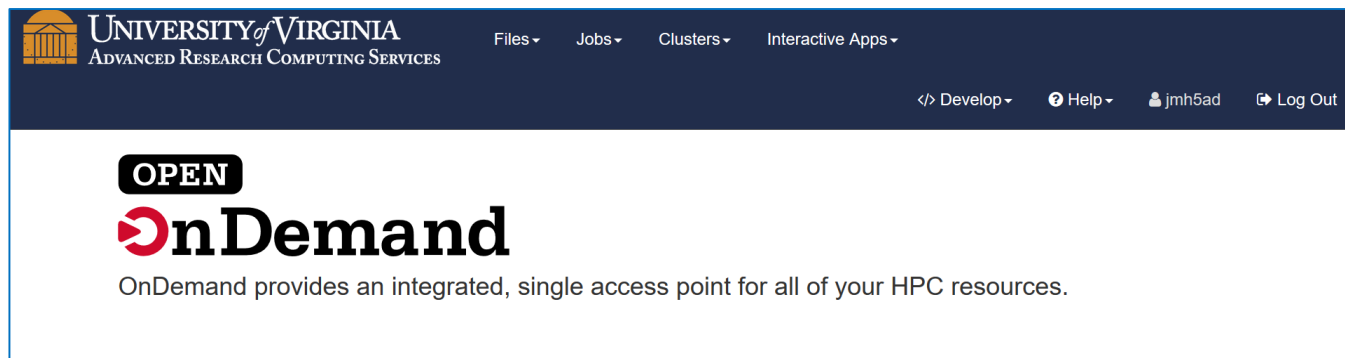 UNIVERSITY of VIRGINIA
ADVANCED RESEARCH COMPUTING SERVICES
Files Jobs Clusters Interactive Apps
</> Develop Help jmh5ad Log Out
OPEN
OnDemand
OnDemand provides an integrated, single access point for all of your HPC resources.